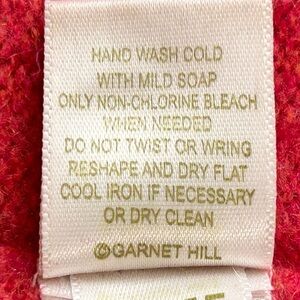 HAND WASH COLD
WITH MILD SOAP
ONLY NON-CHLORINE BLEACH
WHEN NEEDED
DO NOT TWIST OR WRING
RESHAPE AND DRY FLAT
COOL IRON IF NECESSARY
OR DRY CLEAN
GARNET HILL